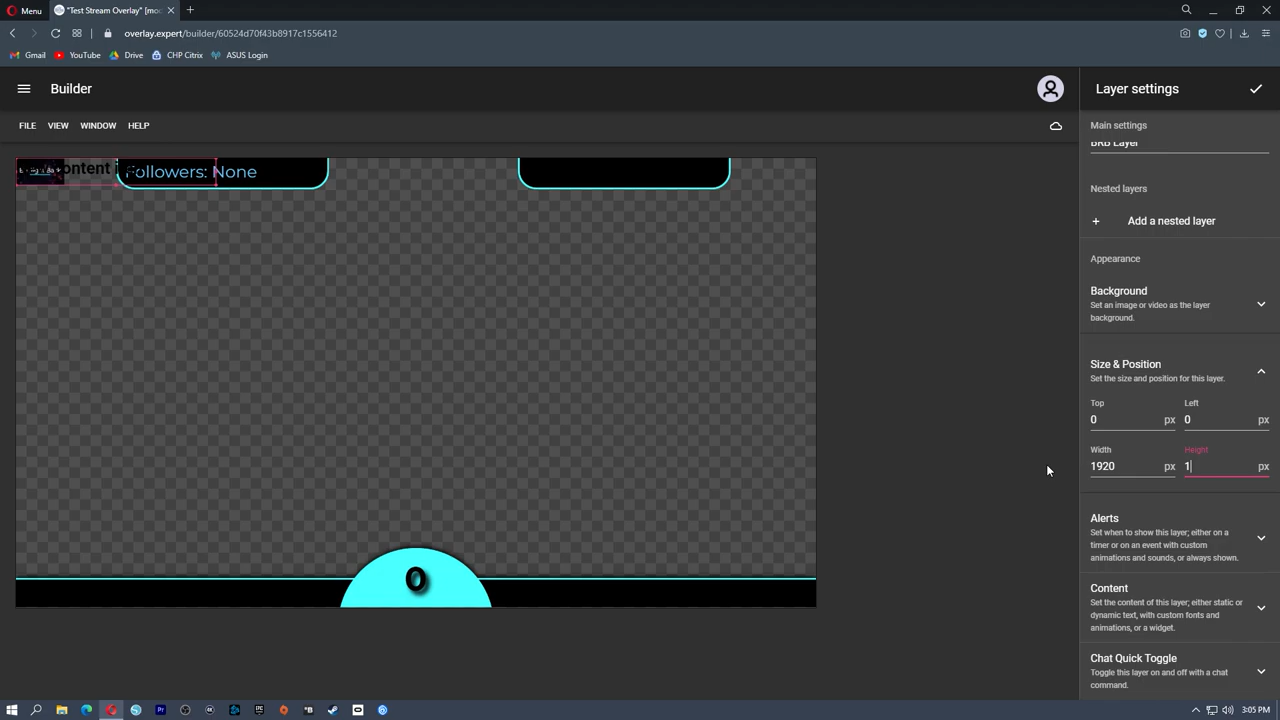 Menu
"Test Stream Overlay" [mod
overlay.expert/builder/60524d70f43b8917c1556412
Gmail
YouTube
Drive
CHP Citrix
ASUS Login
Builder
Layer settings
FILE
VIEW
WINDOW
HELP
Main settings
BRB Layer
Followers: None
Nested layers
Add a nested layer
Appearance
Background
Set an image or video as the layer
background.
Size & Position
Set the size and position for this layer.
Top
Left
0 px
0 px
Width
Height
1920 px
1 px
Alerts
Set when to show this layer; either on a
timer or on an event with custom
animations and sounds, or always shown.
0
Content
Set the content of this layer; either static or
dynamic text, with custom fonts and
animations, or a widget.
Chat Quick Toggle
Toggle this layer on and off with a chat
command.
3:05 PM